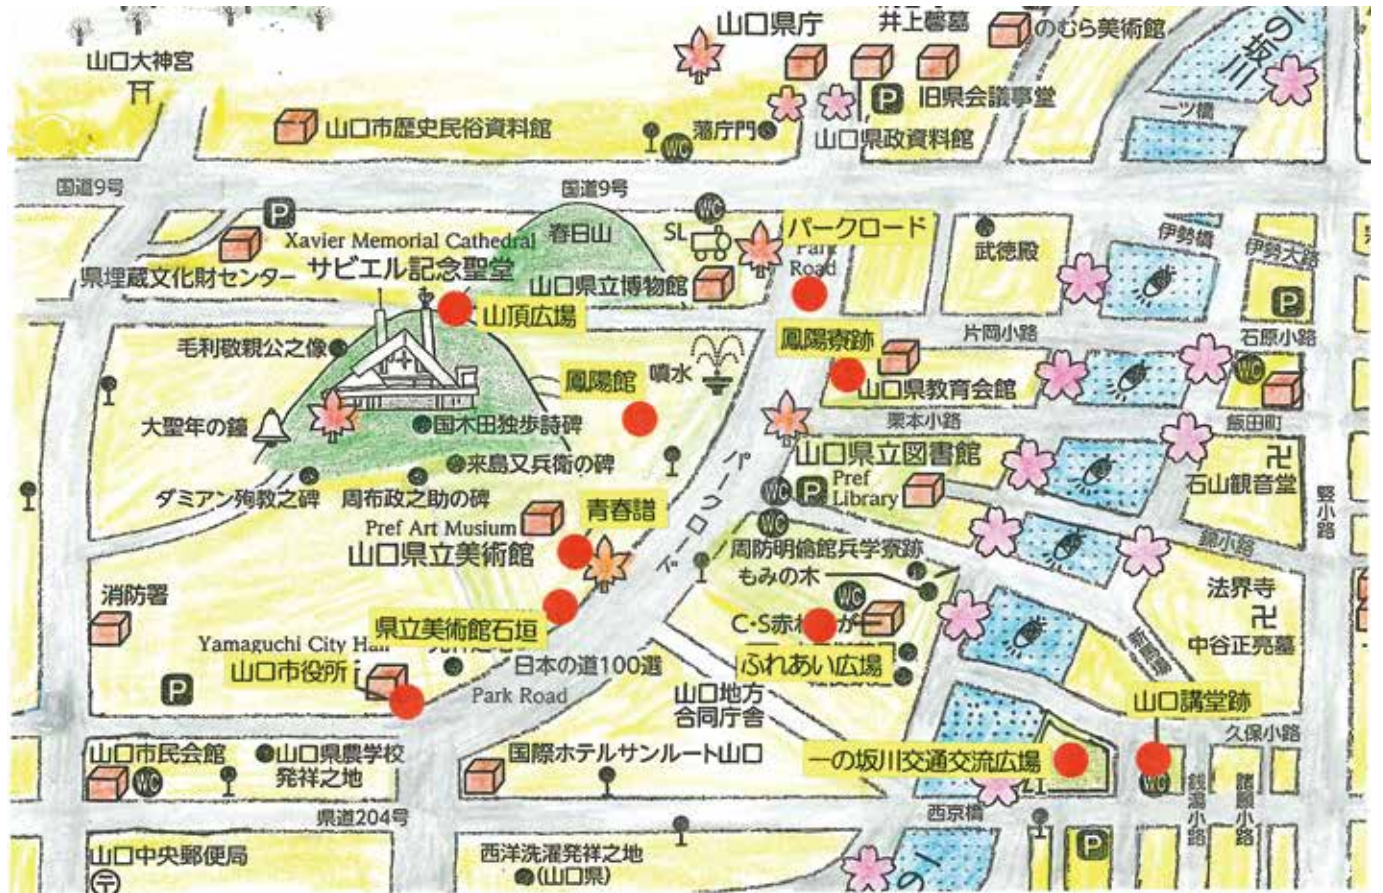 山口県庁
井上馨墓
のむら美術館
一の坂川
山口大神宮
旧県会議事堂
P
一ツ橋
山口市歴史民俗資料館
藩庁門
WC
山口県政資料館
国道9号
国道9号
P
WC
パークロード
Park
Road
武徳殿
伊勢橋
伊勢大路
Xavier Memorial Cathedral
サビエル記念聖堂
春日山
SL
県埋蔵文化財センター
山口県立博物館
P
山頂広場
片岡小路
石原小路
毛利敬親公之像
鳳陽寮跡
鳳陽館
噴水
山口県教育会館
WC
大聖年の鐘
国木田独歩詩碑
栗本小路
飯田町
来島又兵衛の碑
パークロード
山口県立図書館
Pref
Library
WC
P
石山観音堂
竪小路
ダミアン殉教之碑
周布政之助の碑
青春譜
Pref Art Musium
山口県立美術館
WC
周防明倫館兵学寮跡
もみの木
錦小路
消防署
WC
法界寺
中谷正亮墓
県立美術館石垣
C・S赤れ
が
Yamaguchi City Hall
山口市役所
日本の道100選
Park Road
ふれあい広場
P
山口地方
合同庁舎
山口講堂跡
久保小路
山口市民会館
WC
山口県農学校
発祥之地
国際ホテルサンルート山口
一の坂川交通交流広場
WC
銭湯小路
諸願小路
県道204号
西京橋
山口中央郵便局
西洋洗濯発祥之地
(山口県)
P
一の